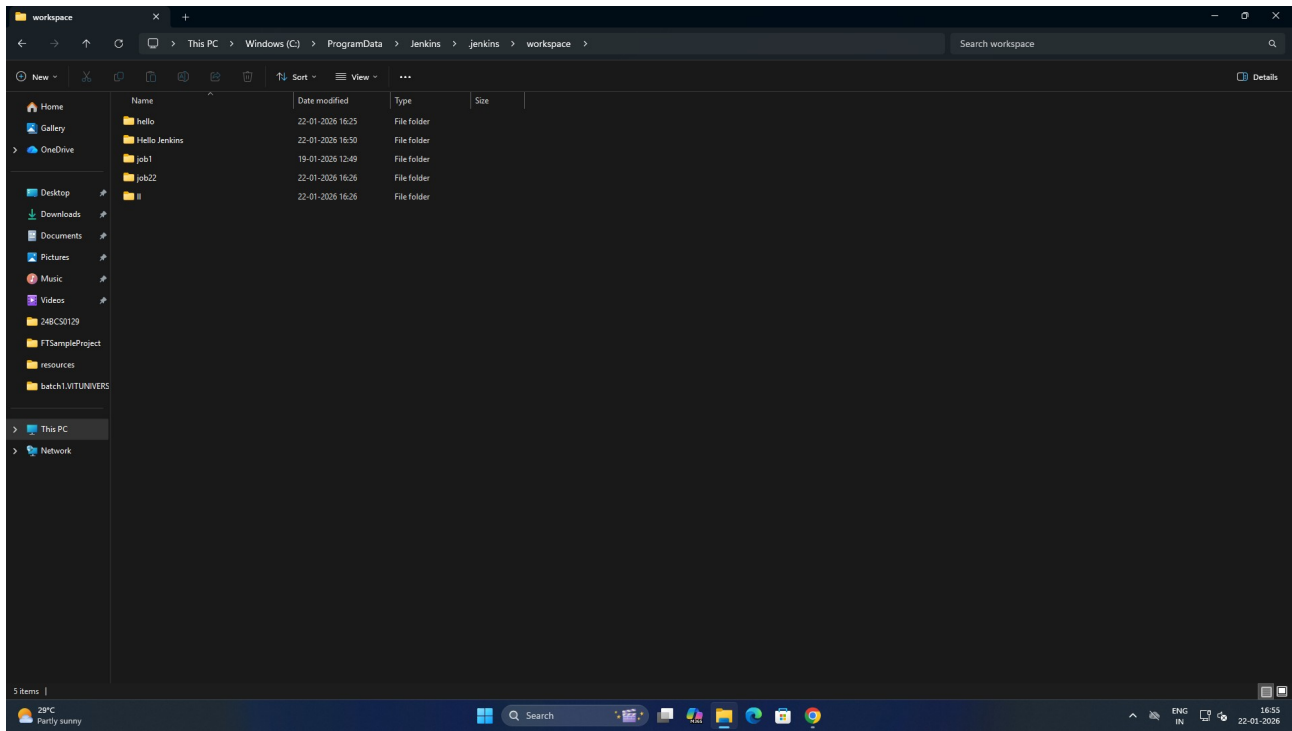 workspace
This PC > Windows (C:) > ProgramData > Jenkins > .jenkins > workspace >
Search workspace
New
Sort
View
Details
Name Date modified Type Size
hello 22-01-2026 16:25 File folder
Hello Jenkins 22-01-2026 16:50 File folder
job1 19-01-2026 12:49 File folder
job22 22-01-2026 16:26 File folder
22-01-2026 16:26 File folder
Home
Gallery
OneDrive
Desktop
Downloads
Documents
Pictures
Music
Videos
24BCS0129
FTSampleProject
resources
batch1.VITUNIVERS
This PC
Network
5 items
29°C
Partly sunny
Search
ENG
IN
16:55
22-01-2026